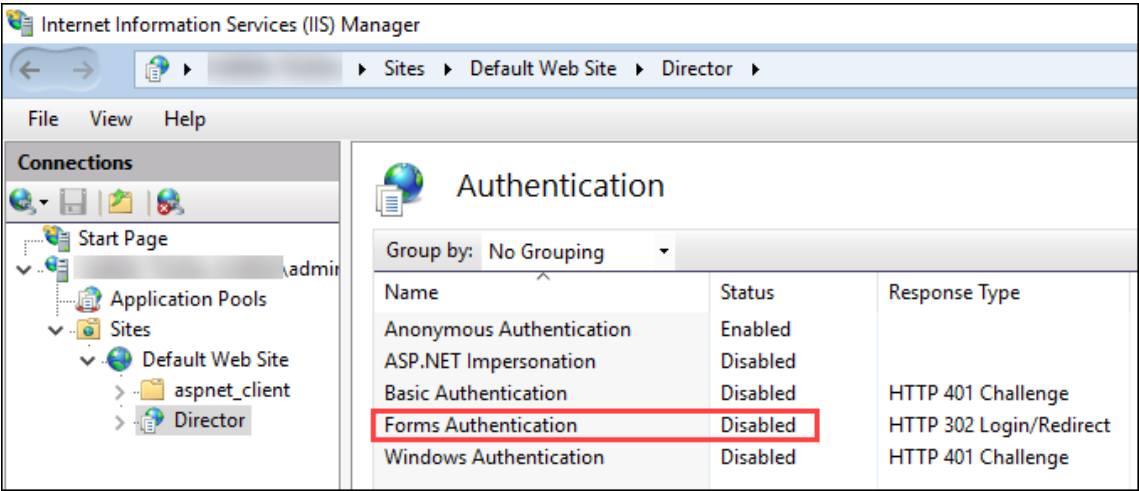 Internet Information Services (IIS) Manager
Sites Default Web Site Director
File View Help
Connections
Start Page
\admin
Application Pools
Sites
Default Web Site
aspnet_client
Director
Authentication
Group by: No Grouping
Name Status Response Type
Anonymous Authentication Enabled
ASP.NET Impersonation Disabled
Basic Authentication Disabled HTTP 401 Challenge
Forms Authentication Disabled HTTP 302 Login/Redirect
Windows Authentication Disabled HTTP 401 Challenge